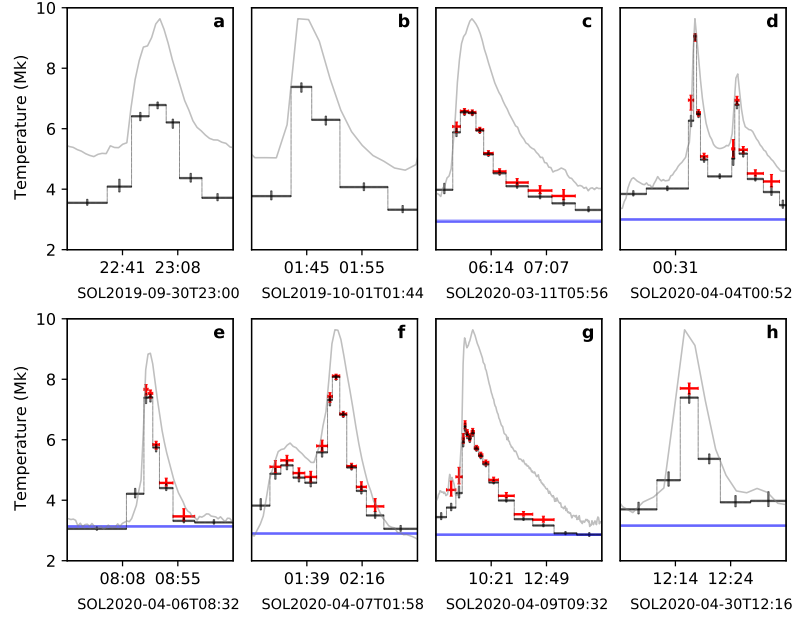 a b c d
10
8
6
4
2
Temperature (Mk)
22:41 23:08 01:45 01:55 06:14 07:07 00:31
SOL2019-09-30T23:00 SOL2019-10-01T01:44 SOL2020-03-11T05:56 SOL2020-04-04T00:52
e f g h
10
8
6
4
2
Temperature (Mk)
08:08 08:55 01:39 02:16 10:21 12:49 12:14 12:24
SOL2020-04-06T08:32 SOL2020-04-07T01:58 SOL2020-04-09T09:32 SOL2020-04-30T12:16